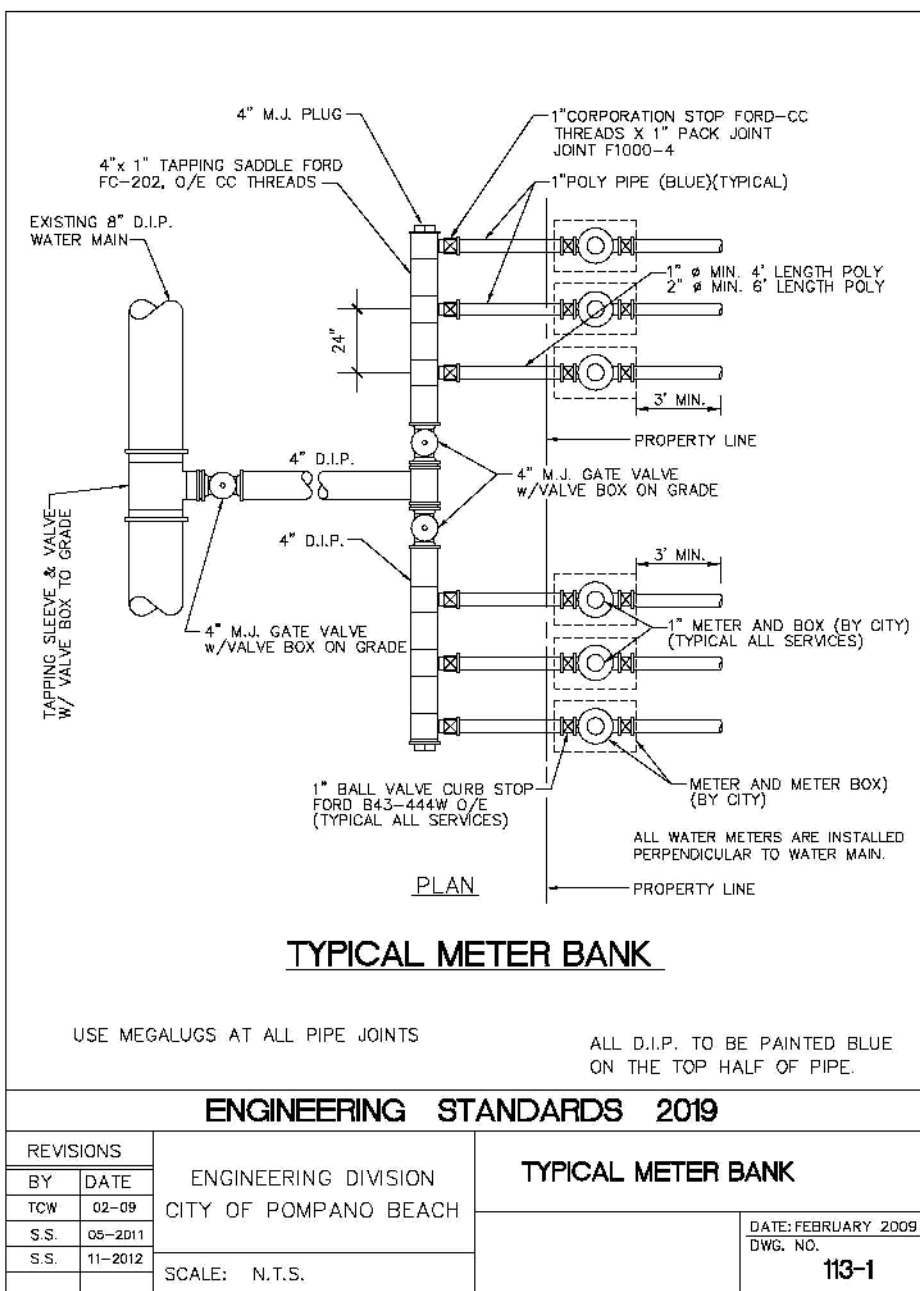 4" M.J. PLUG
1"CORPORATION STOP FORD-CC
THREADS X 1" PACK JOINT
JOINT F1000-4
4"x 1" TAPPING SADDLE FORD
FC-202, O/E CC THREADS
1"POLY PIPE (BLUE)(TYPICAL)
EXISTING 8" D.I.P.
WATER MAIN
1" ø MIN. 4' LENGTH POLY
2" ø MIN. 6' LENGTH POLY
24"
3' MIN.
PROPERTY LINE
4" D.I.P.
4" M.J. GATE VALVE
w/VALVE BOX ON GRADE
TAPPING SLEEVE & VALVE
W/ VALVE BOX TO GRADE
4" D.I.P.
3' MIN.
4" M.J. GATE VALVE
w/VALVE BOX ON GRADE
1" METER AND BOX (BY CITY)
(TYPICAL ALL SERVICES)
1" BALL VALVE CURB STOP
FORD B43-444W O/E
(TYPICAL ALL SERVICES)
METER AND METER BOX)
(BY CITY)
ALL WATER METERS ARE INSTALLED
PERPENDICULAR TO WATER MAIN.
PLAN
PROPERTY LINE
TYPICAL METER BANK
USE MEGALUGS AT ALL PIPE JOINTS
ALL D.I.P. TO BE PAINTED BLUE
ON THE TOP HALF OF PIPE.
ENGINEERING STANDARDS 2019
REVISIONS
BY DATE
TCW 02-09
S.S. 05-2011
S.S. 11-2012
ENGINEERING DIVISION
CITY OF POMPANO BEACH
SCALE: N.T.S.
TYPICAL METER BANK
DATE: FEBRUARY 2009
DWG. NO.
113-1